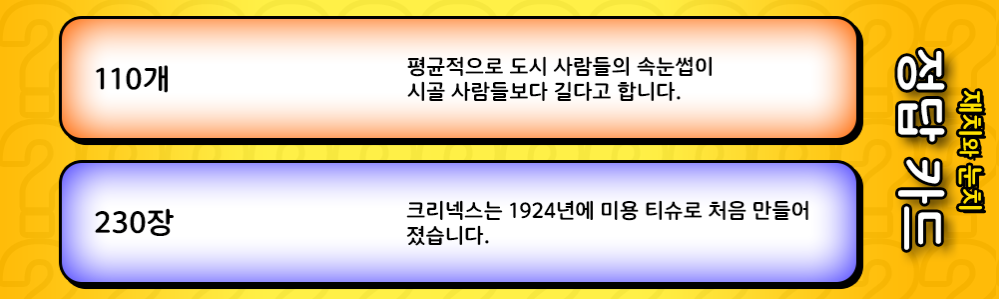 110개
평균적으로 도시 사람들의 속눈썹이
시골 사람들보다 길다고 합니다.
230장
크리넥스는 1924년에 미용 티슈로 처음 만들어
졌습니다.
재치와 눈치
정답 카드